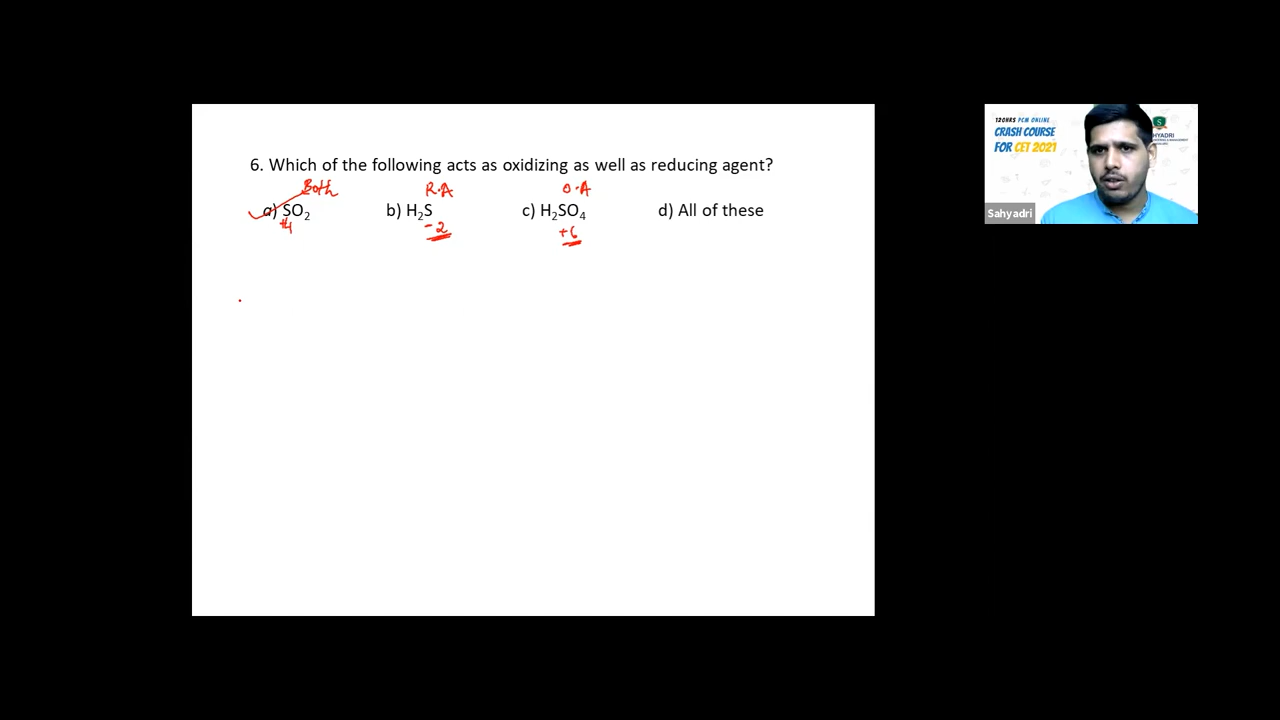 6. Which of the following acts as oxidizing as well as reducing agent?
Both R.A O.A
a) SO₂ b) H₂S c) H₂SO₄ d) All of these
+4 -2 +6
120HRS PCM ONLINE
CRASH COURSE
FOR CET 2021
S
HYADRI
Sahyadri